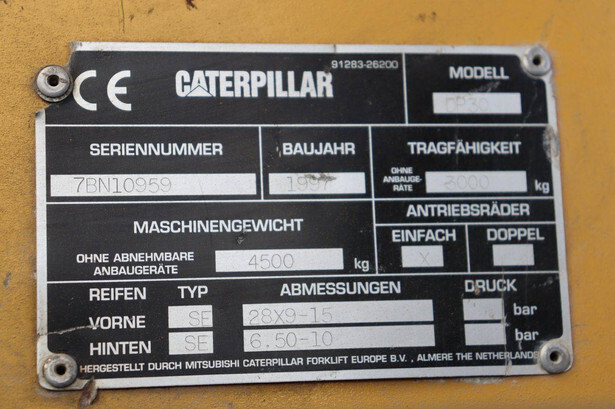 CE CATERPILLAR 91283-26200 MODELL
DP30
SERIENNUMMER BAUJAHR TRAGFÄHIGKEIT
7BN10959 1997 OHNE ANBAUGE-RÄTE 3000 kg
MASCHINENGEWICHT ANTRIEBSRÄDER
EINFACH DOPPEL
OHNE ABNEHMBARE
ANBAUGERÄTE 4500 kg X
REIFEN TYP ABMESSUNGEN DRUCK
VORNE SE 28X9-15 bar
HINTEN SE 6.50-10 bar
HERGESTELLT DURCH MITSUBISHI CATERPILLAR FORKLIFT EUROPE B.V., ALMERE THE NETHERLANDS